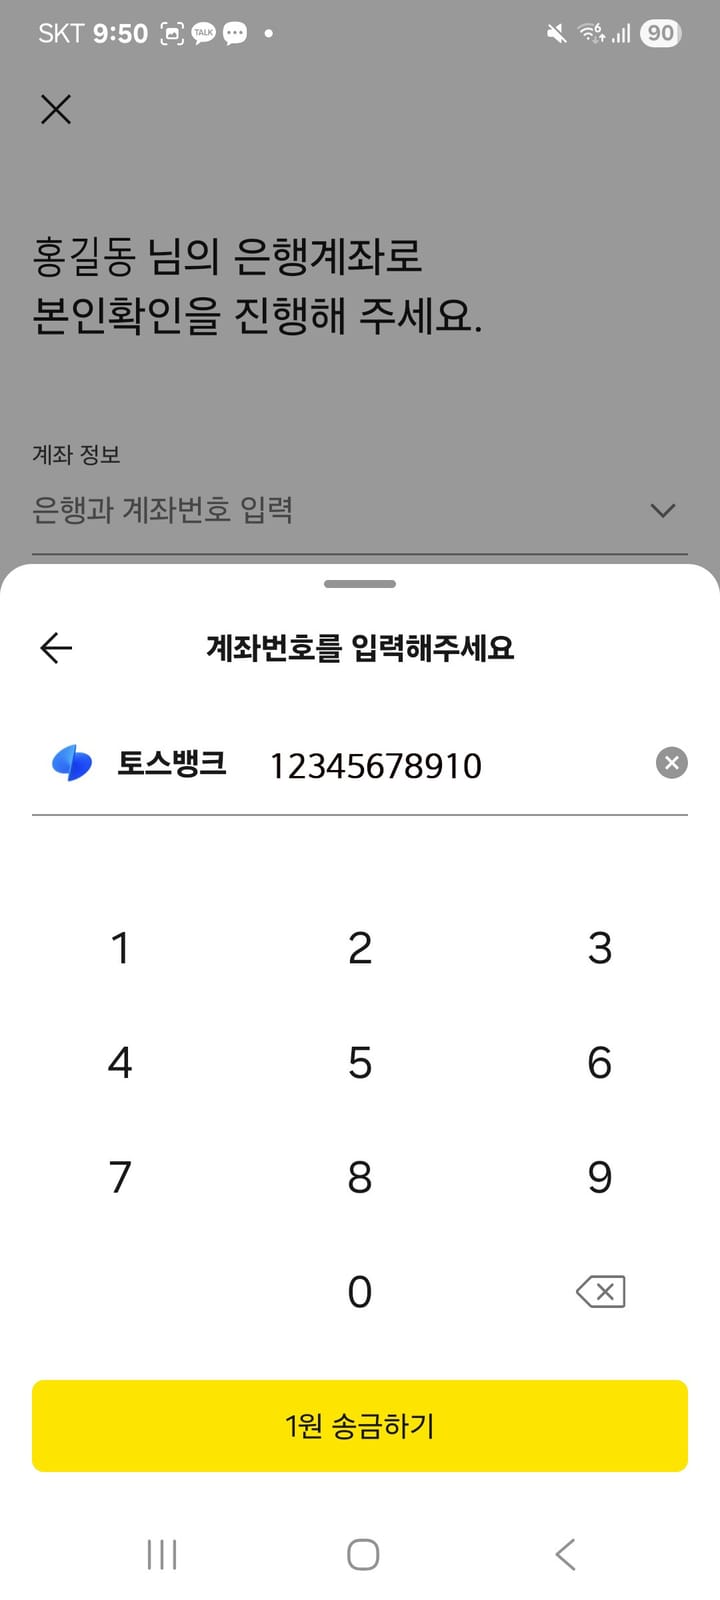 SKT 9:50 TALK 90
홍길동 님의 은행계좌로
본인확인을 진행해 주세요.
계좌 정보
은행과 계좌번호 입력
계좌번호를 입력해주세요
토스뱅크 12345678910
1 2 3
4 5 6
7 8 9
0
1원 송금하기